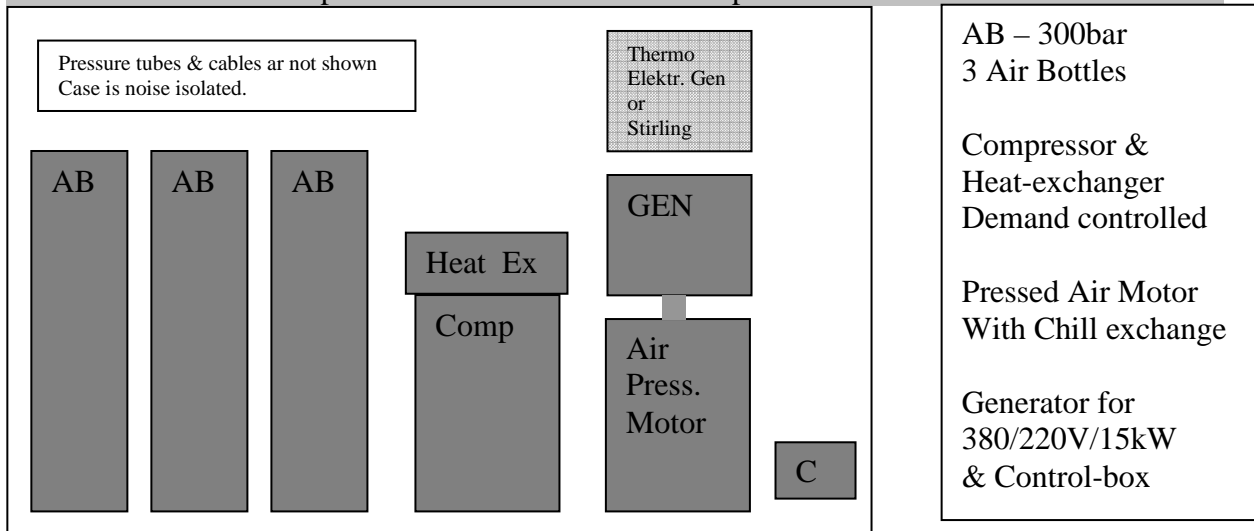 Pressure tubes & cables ar not shown
Case is noise isolated.
Thermo
Elektr. Gen
or
Stirling
AB
AB
AB
GEN
Heat Ex
Comp
Air
Press.
Motor
C
AB – 300bar
3 Air Bottles
Compressor &
Heat-exchanger
Demand controlled
Pressed Air Motor
With Chill exchange
Generator for
380/220V/15kW
& Control-box